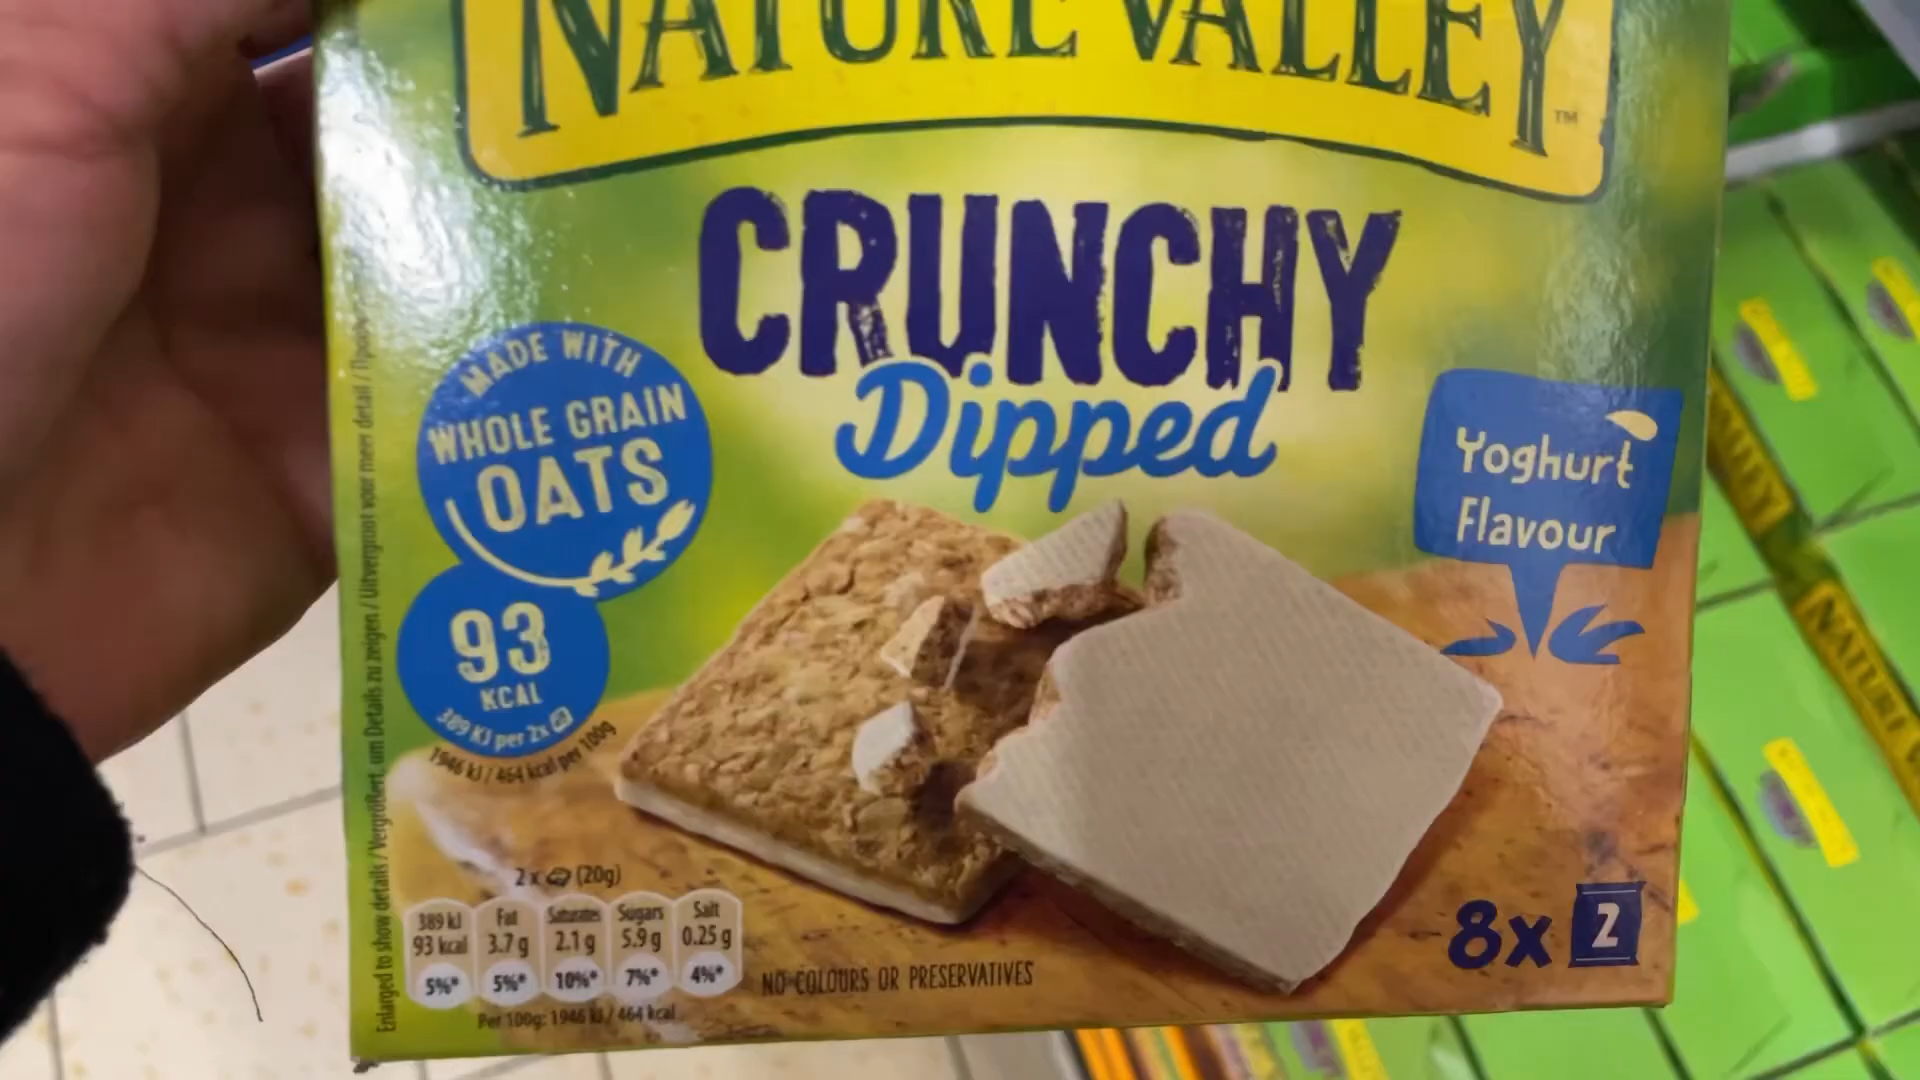 NATURE VALLEY
TM
CRUNCHY
Dipped
MADE WITH
WHOLE GRAIN
OATS
Yoghurt
Flavour
93
KCAL
389 KJ per 2x
1946 kJ / 464 kcal per 100g
Enlarged to show details / Vergrößert, um Details zu zeigen / Uitvergroot voor meer detail /
2 x (20g)
389 kJ
93 kcal
5%*
Fat
3.7 g
5%*
Saturates
2.1 g
10%*
Sugars
5.9 g
7%*
Salt
0.25 g
4%*
Per 100g: 1946 kJ / 464 kcal
NO COLOURS OR PRESERVATIVES
8x 2
NATURE